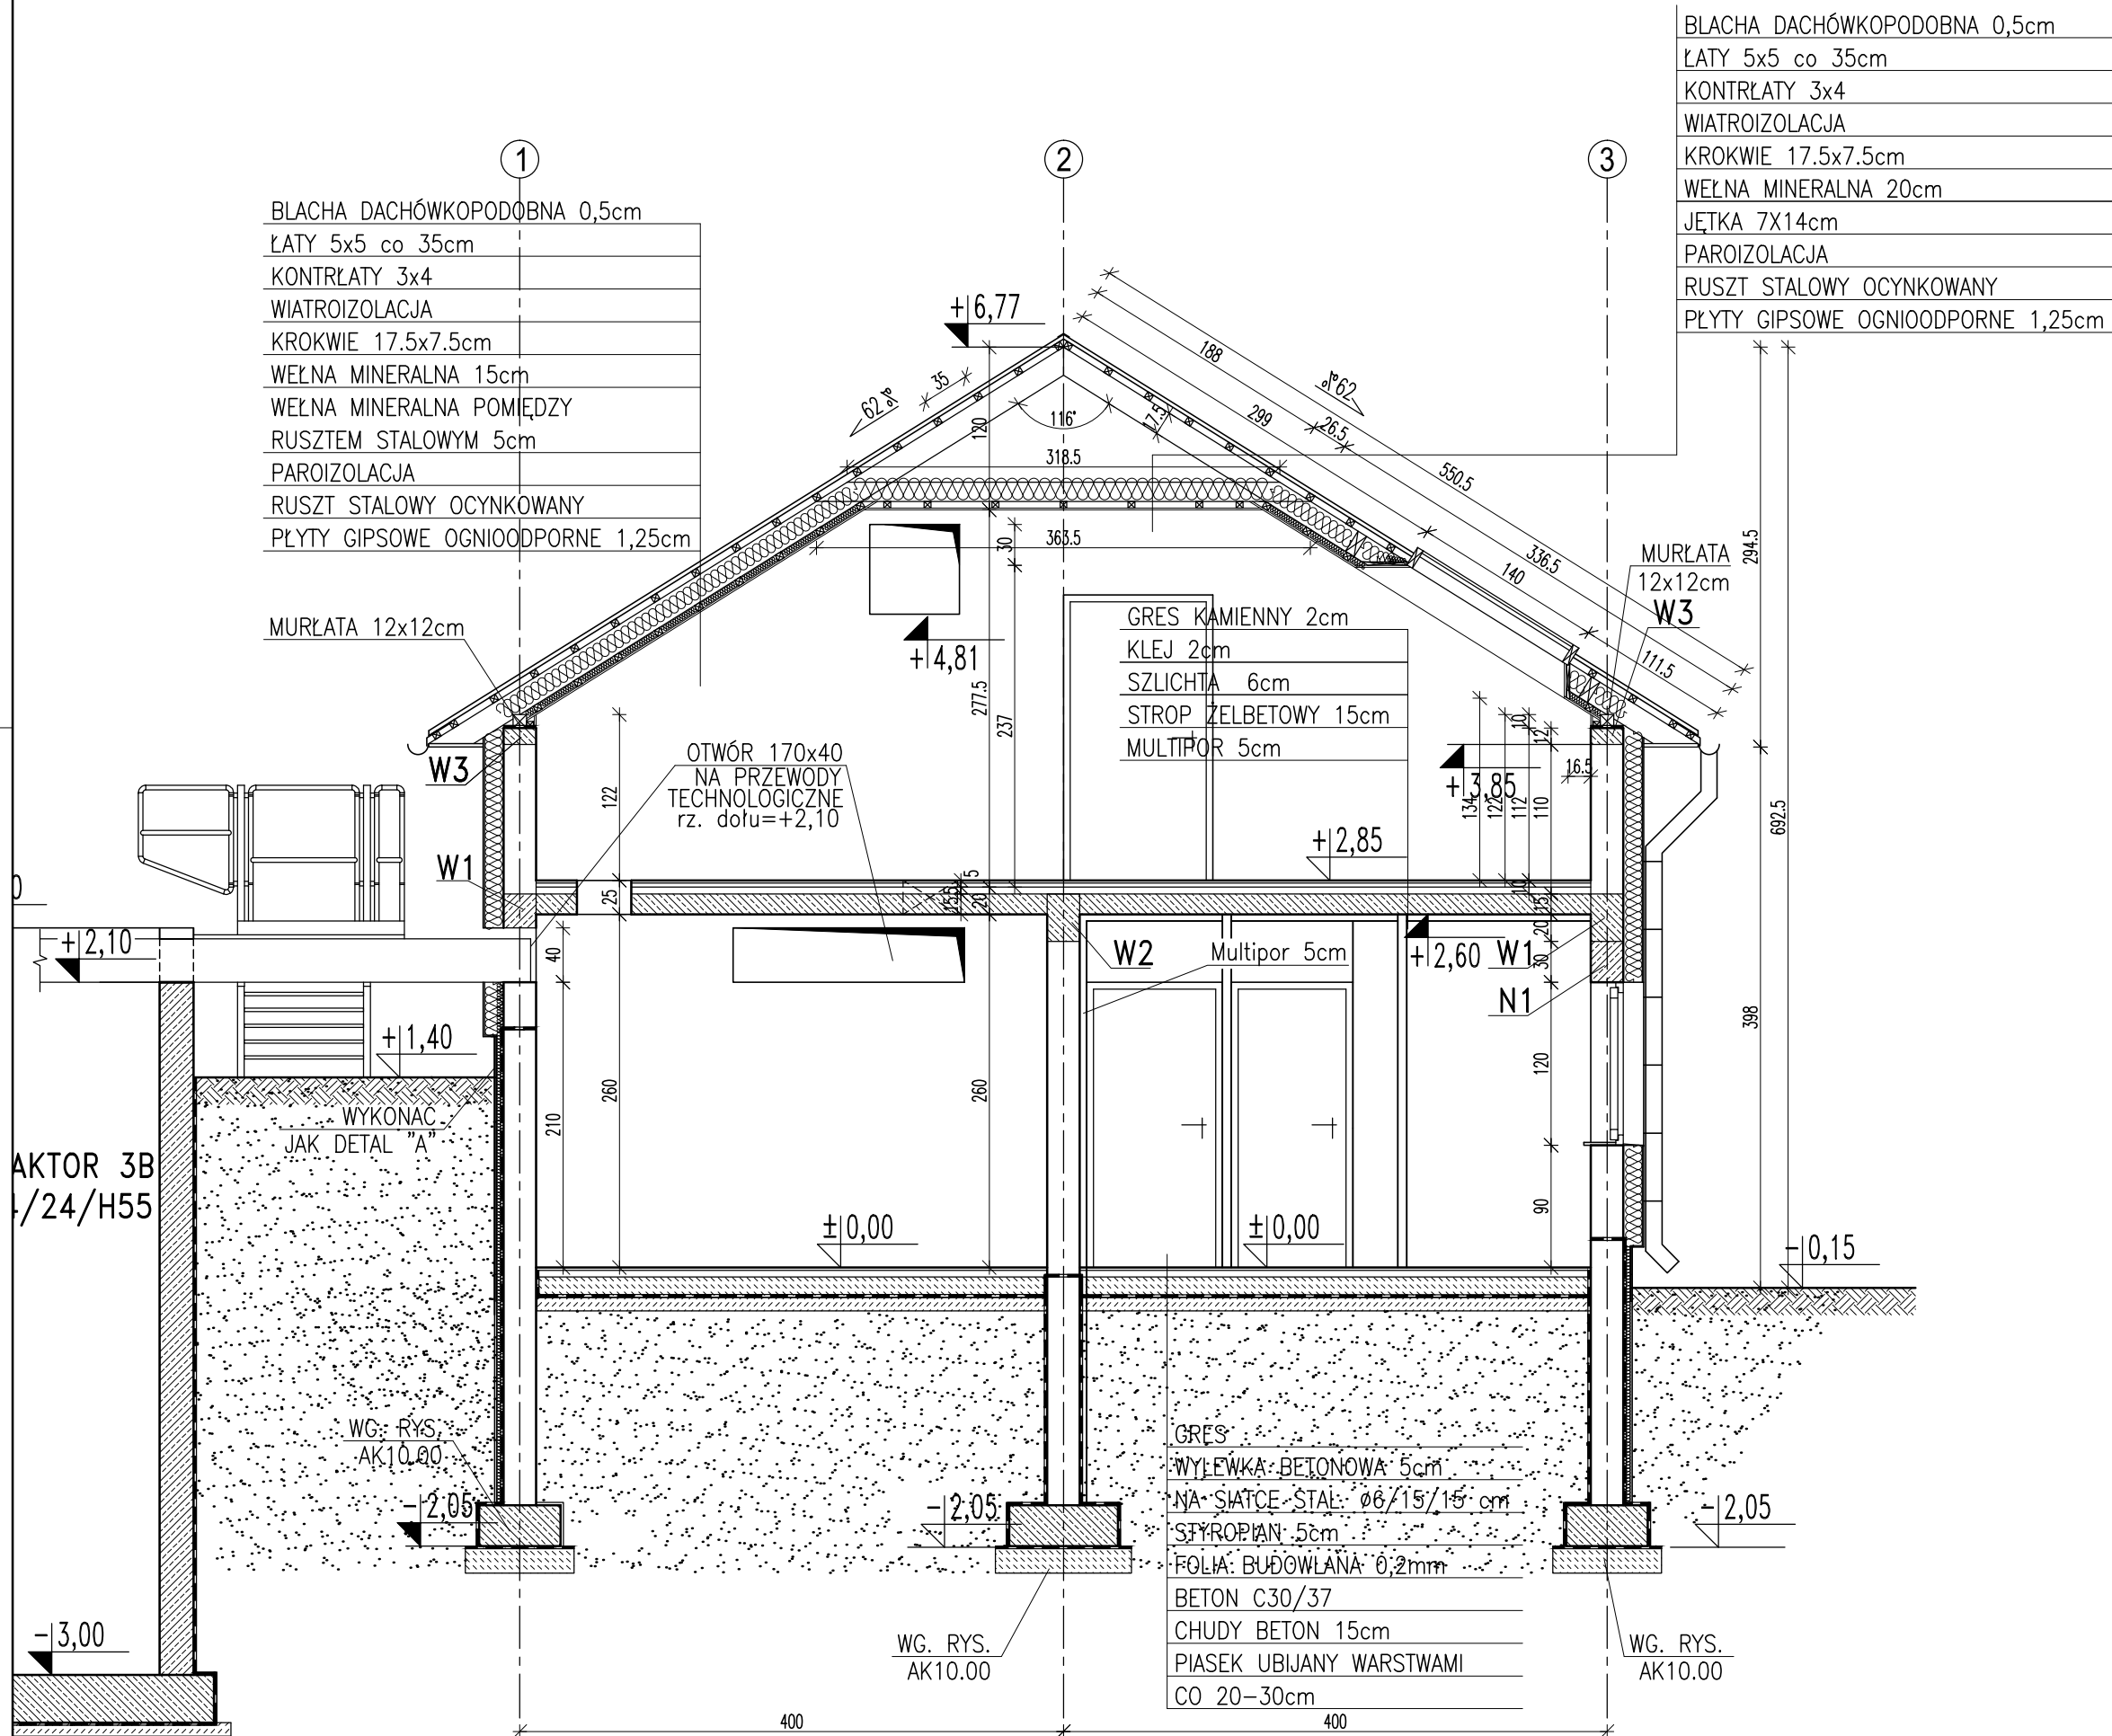 BLACHA DACHÓWKOPODOBNA 0,5cm
ŁATY 5x5 co 35cm
KONTRŁATY 3x4
WIATROIZOLACJA
KROKWIE 17.5x7.5cm
WEŁNA MINERALNA 20cm
JĘTKA 7X14cm
PAROIZOLACJA
RUSZT STALOWY OCYNKOWANY
PŁYTY GIPSOWE OGNIOODPORNE 1,25cm
1
2
3
BLACHA DACHÓWKOPODOBNA 0,5cm
ŁATY 5x5 co 35cm
KONTRŁATY 3x4
WIATROIZOLACJA
KROKWIE 17.5x7.5cm
WEŁNA MINERALNA 15cm
WEŁNA MINERALNA POMIĘDZY
RUSZTEM STALOWYM 5cm
PAROIZOLACJA
RUSZT STALOWY OCYNKOWANY
PŁYTY GIPSOWE OGNIOODPORNE 1,25cm
MURŁATA 12x12cm
+6,77
62%
35
120
116°
17.5
318.5
363.5
188
299
26.5
62%
550.5
336.5
140
111.5
294.5
692.5
398
MURŁATA
12x12cm
W3
30
+4,81
277.5
237
GRES KAMIENNY 2cm
KLEJ 2cm
SZLICHTA 6cm
STROP ŻELBETOWY 15cm
MULTIPOR 5cm
W3
OTWÓR 170x40
NA PRZEWODY
TECHNOLOGICZNE
rz. dołu=+2,10
122
+3,85
16.5
134
122
112
110
10
12
+2,85
W1
25
15.5
5
20
10
15
20
30
0
+2,10
40
W2
Multipor 5cm
+2,60
W1
N1
+1,40
WYKONAĆ
JAK DETAL "A"
210
260
260
120
90
AKTOR 3B
/24/H55
±0,00
±0,00
-0,15
WG. RYS.
AK10.00
-2,05
-2,05
-2,05
GRES
WYLEWKA BETONOWA 5cm
NA SIATCE STAL. ø6/15/15 cm
STYROPIAN 5cm
FOLIA BUDOWLANA 0,2mm
BETON C30/37
CHUDY BETON 15cm
PIASEK UBIJANY WARSTWAMI
CO 20-30cm
-3,00
WG. RYS.
AK10.00
WG. RYS.
AK10.00
400
400